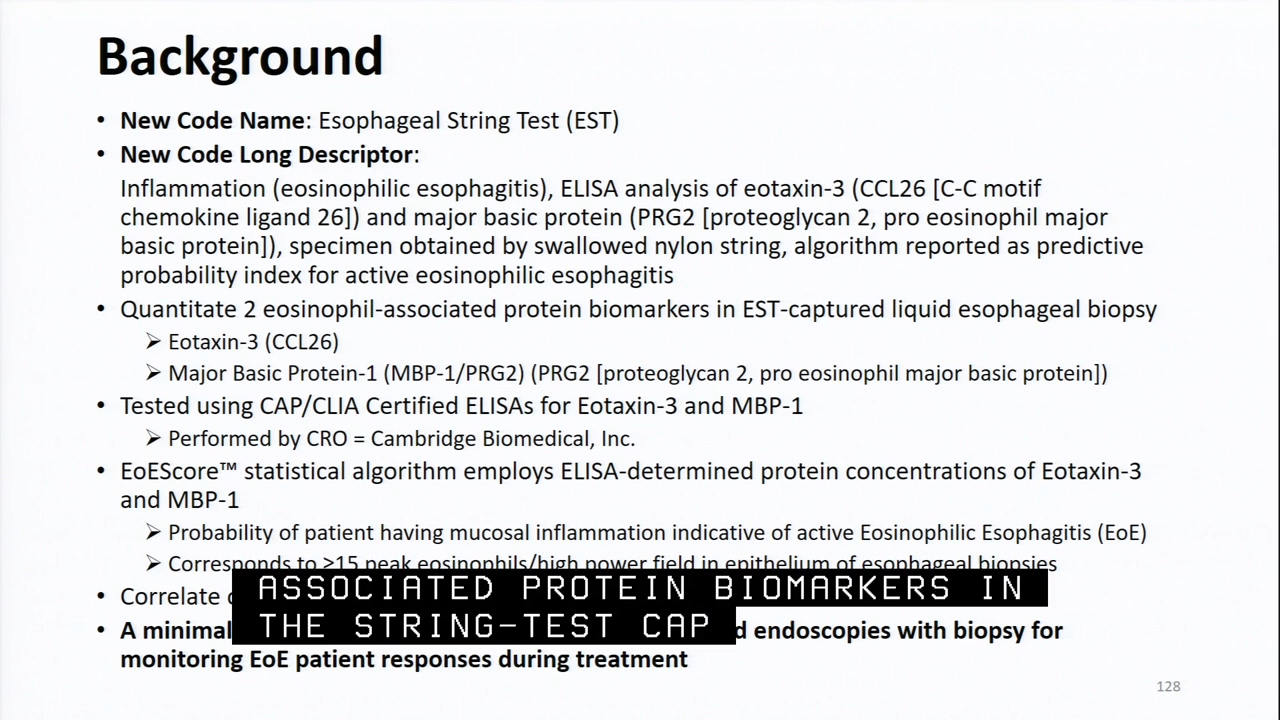 Background
• New Code Name: Esophageal String Test (EST)
• New Code Long Descriptor:
Inflammation (eosinophilic esophagitis), ELISA analysis of eotaxin-3 (CCL26 [C-C motif
chemokine ligand 26]) and major basic protein (PRG2 [proteoglycan 2, pro eosinophil major
basic protein]), specimen obtained by swallowed nylon string, algorithm reported as predictive
probability index for active eosinophilic esophagitis
• Quantitate 2 eosinophil-associated protein biomarkers in EST-captured liquid esophageal biopsy
➢ Eotaxin-3 (CCL26)
➢ Major Basic Protein-1 (MBP-1/PRG2) (PRG2 [proteoglycan 2, pro eosinophil major basic protein])
• Tested using CAP/CLIA Certified ELISAs for Eotaxin-3 and MBP-1
➢ Performed by CRO = Cambridge Biomedical, Inc.
• EoEScore™ statistical algorithm employs ELISA-determined protein concentrations of Eotaxin-3
and MBP-1
➢ Probability of patient having mucosal inflammation indicative of active Eosinophilic Esophagitis (EoE)
➢ Corresponds to ≥15 peak eosinophils/high power field in epithelium of esophageal biopsies
ASSOCIATED PROTEIN BIOMARKERS IN
• Correlate
THE STRING-TEST CAP
• A minimal endoscopies with biopsy for
monitoring EoE patient responses during treatment
128